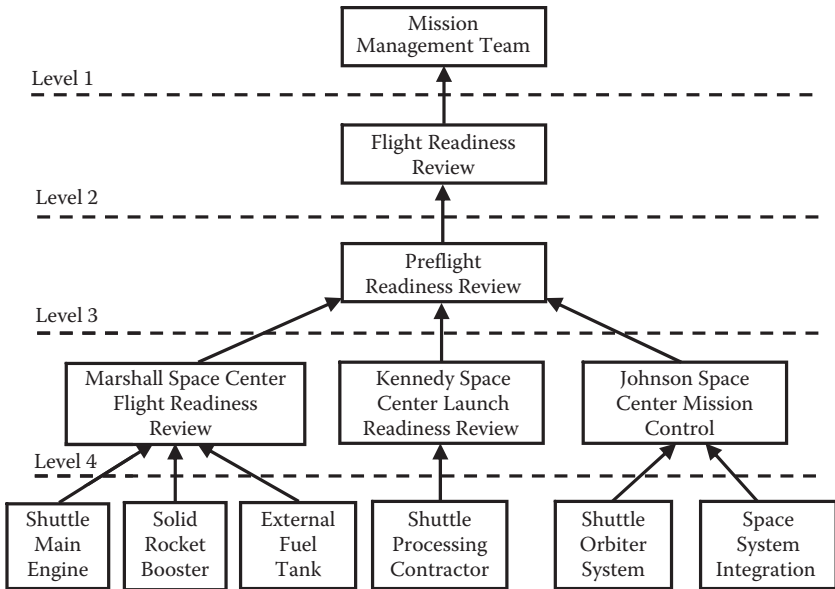 Mission
Management Team
Level 1
Flight Readiness
Review
Level 2
Preflight
Readiness Review
Level 3
Marshall Space Center
Flight Readiness
Review
Kennedy Space
Center Launch
Readiness Review
Johnson Space
Center Mission
Control
Level 4
Shuttle
Main
Engine
Solid
Rocket
Booster
External
Fuel
Tank
Shuttle
Processing
Contractor
Shuttle
Orbiter
System
Space
System
Integration